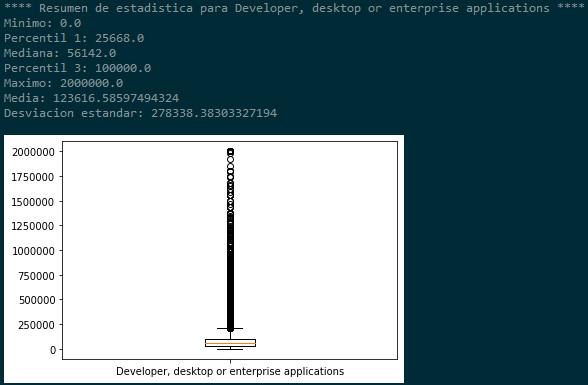 **** Resumen de estadistica para Developer, desktop or enterprise applications ****
Minimo: 0.0
Percentil 1: 25668.0
Mediana: 56142.0
Percentil 3: 100000.0
Maximo: 2000000.0
Media: 123616.58597494324
Desviacion estandar: 278338.38303327194
2000000
1750000
1500000
1250000
1000000
750000
500000
250000
0
Developer, desktop or enterprise applications